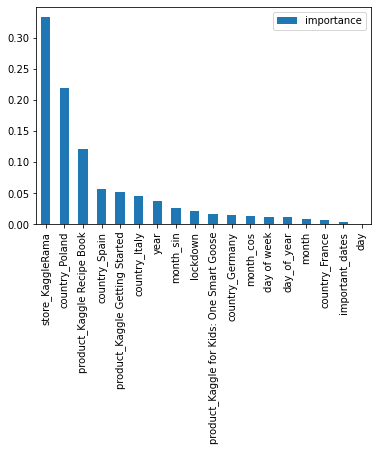 importance
0.35
0.30
0.25
0.20
0.15
0.10
0.05
0.00
store_KaggleRama
country_Poland
product_Kaggle Recipe Book
country_Spain
product_Kaggle Getting Started
country_Italy
year
month_sin
lockdown
product_Kaggle for Kids: One Smart Goose
country_Germany
month_cos
day of week
day_of_year
month
country_France
important_dates
day